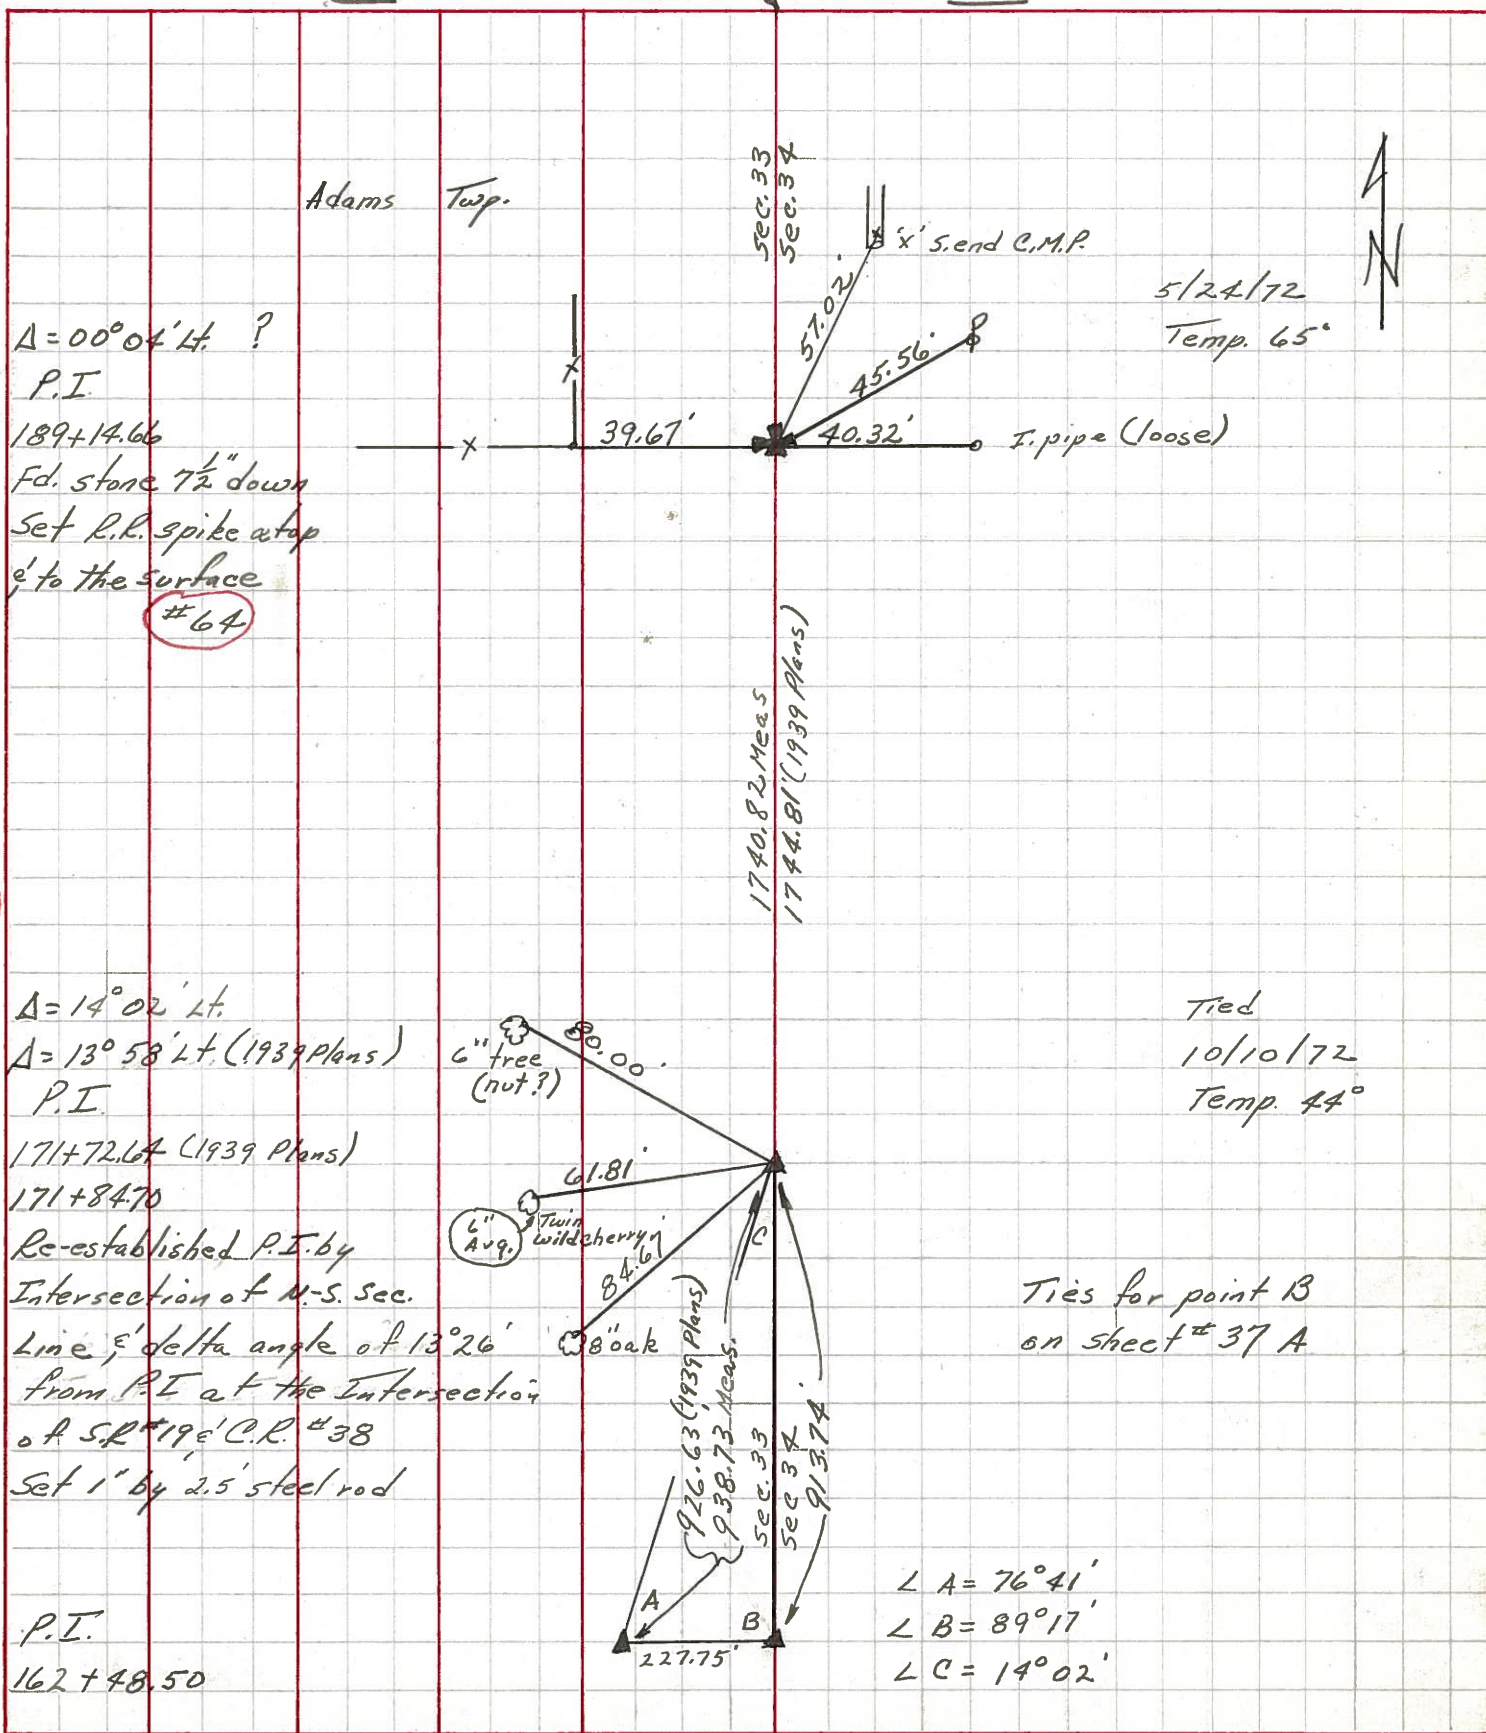 Adams Twp.
Sec. 33
Sec. 34
'x' S. end C.M.P.
57.02'
45.56'
5/24/72
Temp. 65°
N
Δ = 00° 04' Lt. ?
P.I.
189+14.66
Fd. stone 7 1/2" down
Set R.R. spike atop
& to the surface
#64
x
x
39.67'
40.32'
I. pipe (loose)
1740.82 Meas
1744.81' (1939 Plans)
Δ = 14° 02' Lt.
Δ = 13° 58' Lt. (1939 Plans)
P.I.
171+72.64 (1939 Plans)
171+84.70
Re-established P.I. by
Intersection of N-S. Sec.
Line & delta angle of 13° 26'
from P.I at the Intersection
of S.R #19 & C.R. #38
Set 1" by 2.5' steel rod
6" tree
(nut?)
80.00'
61.81'
6"
Avg.
Twin
wildcherry
84.61'
8" oak
Tied
10/10/72
Temp. 44°
Ties for point B
on sheet #37 A
C
926.63 (1939 Plans)
938.73 Meas.
Sec. 33
Sec 34
913.74'
A
B
227.75'
∠ A = 76° 41'
∠ B = 89° 17'
∠ C = 14° 02'
P.I.
162+48.50